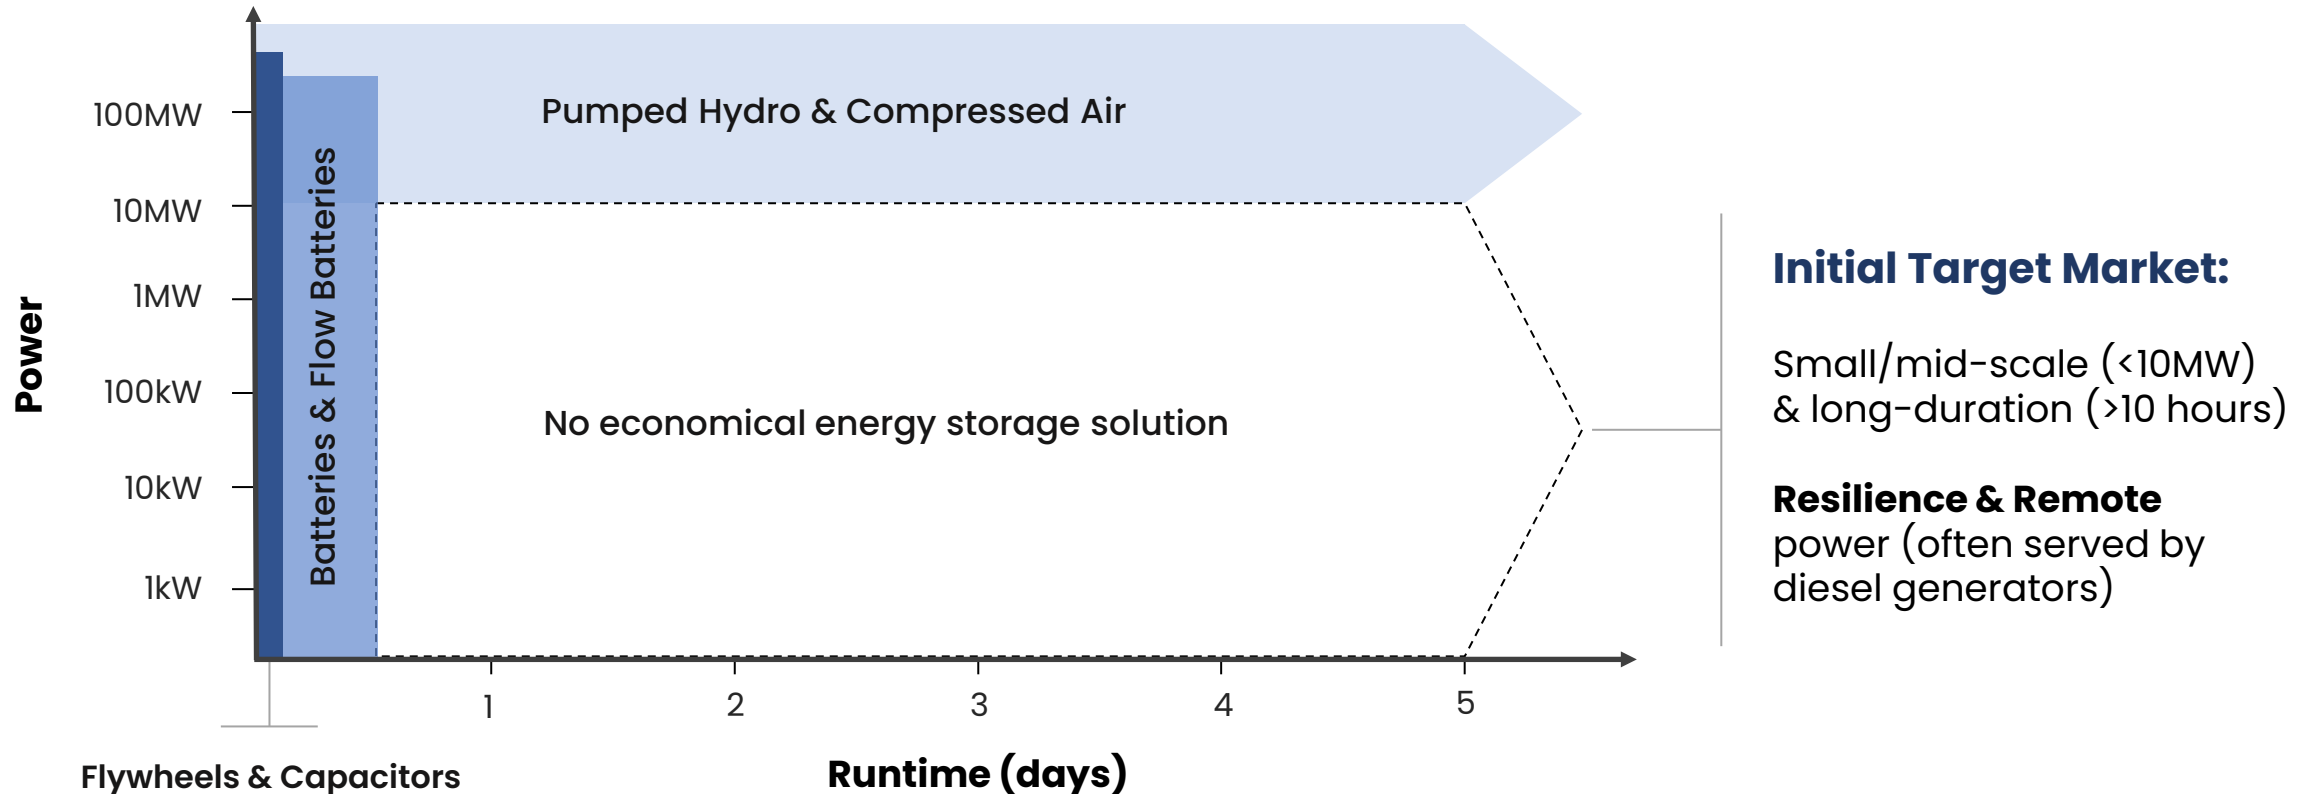 Power
100MW
10MW
1MW
100kW
10kW
1kW
Batteries & Flow Batteries
Pumped Hydro & Compressed Air
No economical energy storage solution
1
2
3
4
5
Flywheels & Capacitors
Runtime (days)
Initial Target Market:
Small/mid-scale (<10MW)
& long-duration (>10 hours)
Resilience & Remote
power (often served by
diesel generators)